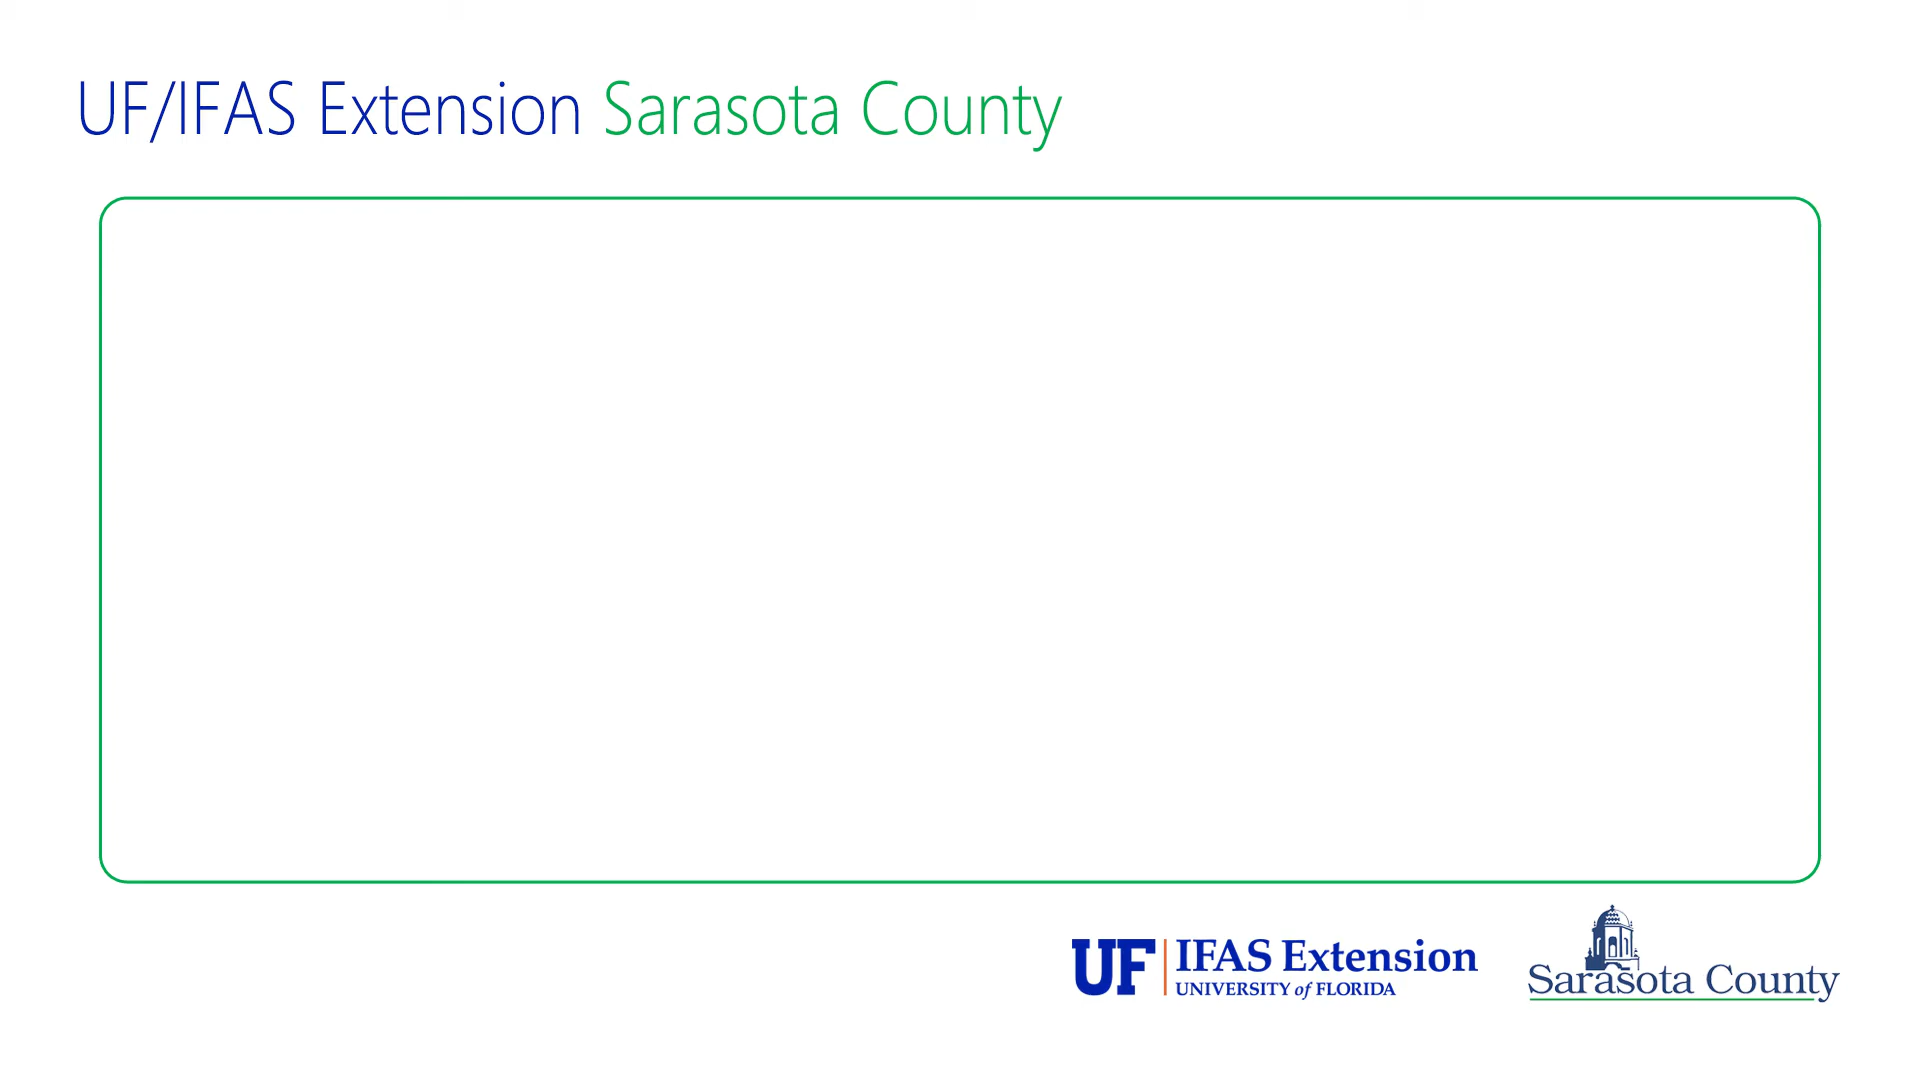 UF/IFAS Extension Sarasota County
UF IFAS Extension
UNIVERSITY of FLORIDA
Sarasota County